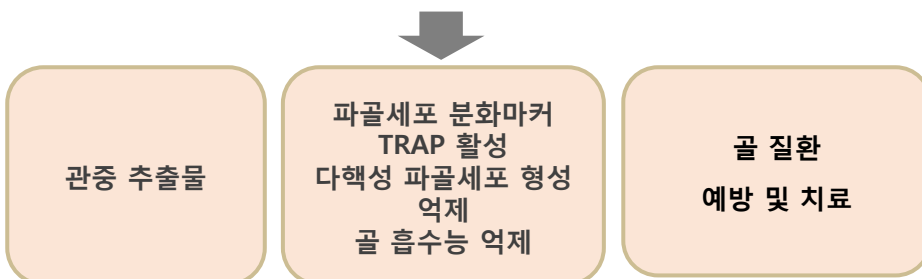 관중 추출물
파골세포 분화마커
TRAP 활성
다핵성 파골세포 형성
억제
골 흡수능 억제
골 질환
예방 및 치료